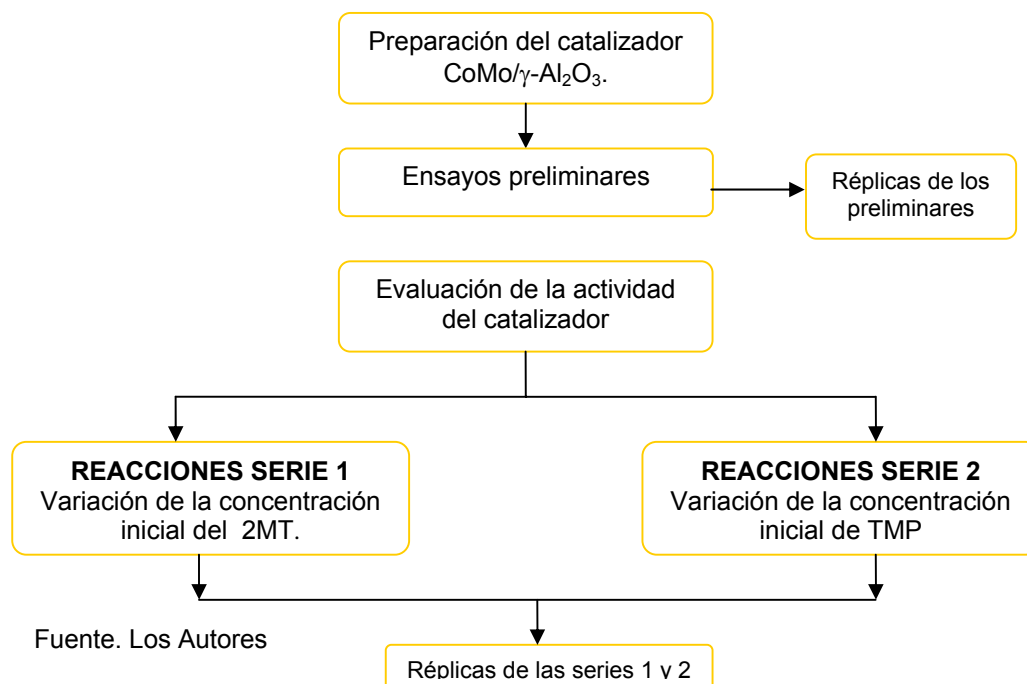 Preparación del catalizador
CoMo/γ-Al₂O₃.
Ensayos preliminares
Réplicas de los
preliminares
Evaluación de la actividad
del catalizador
REACCIONES SERIE 1
Variación de la concentración
inicial del 2MT.
REACCIONES SERIE 2
Variación de la concentración
inicial de TMP
Fuente. Los Autores
Réplicas de las series 1 y 2